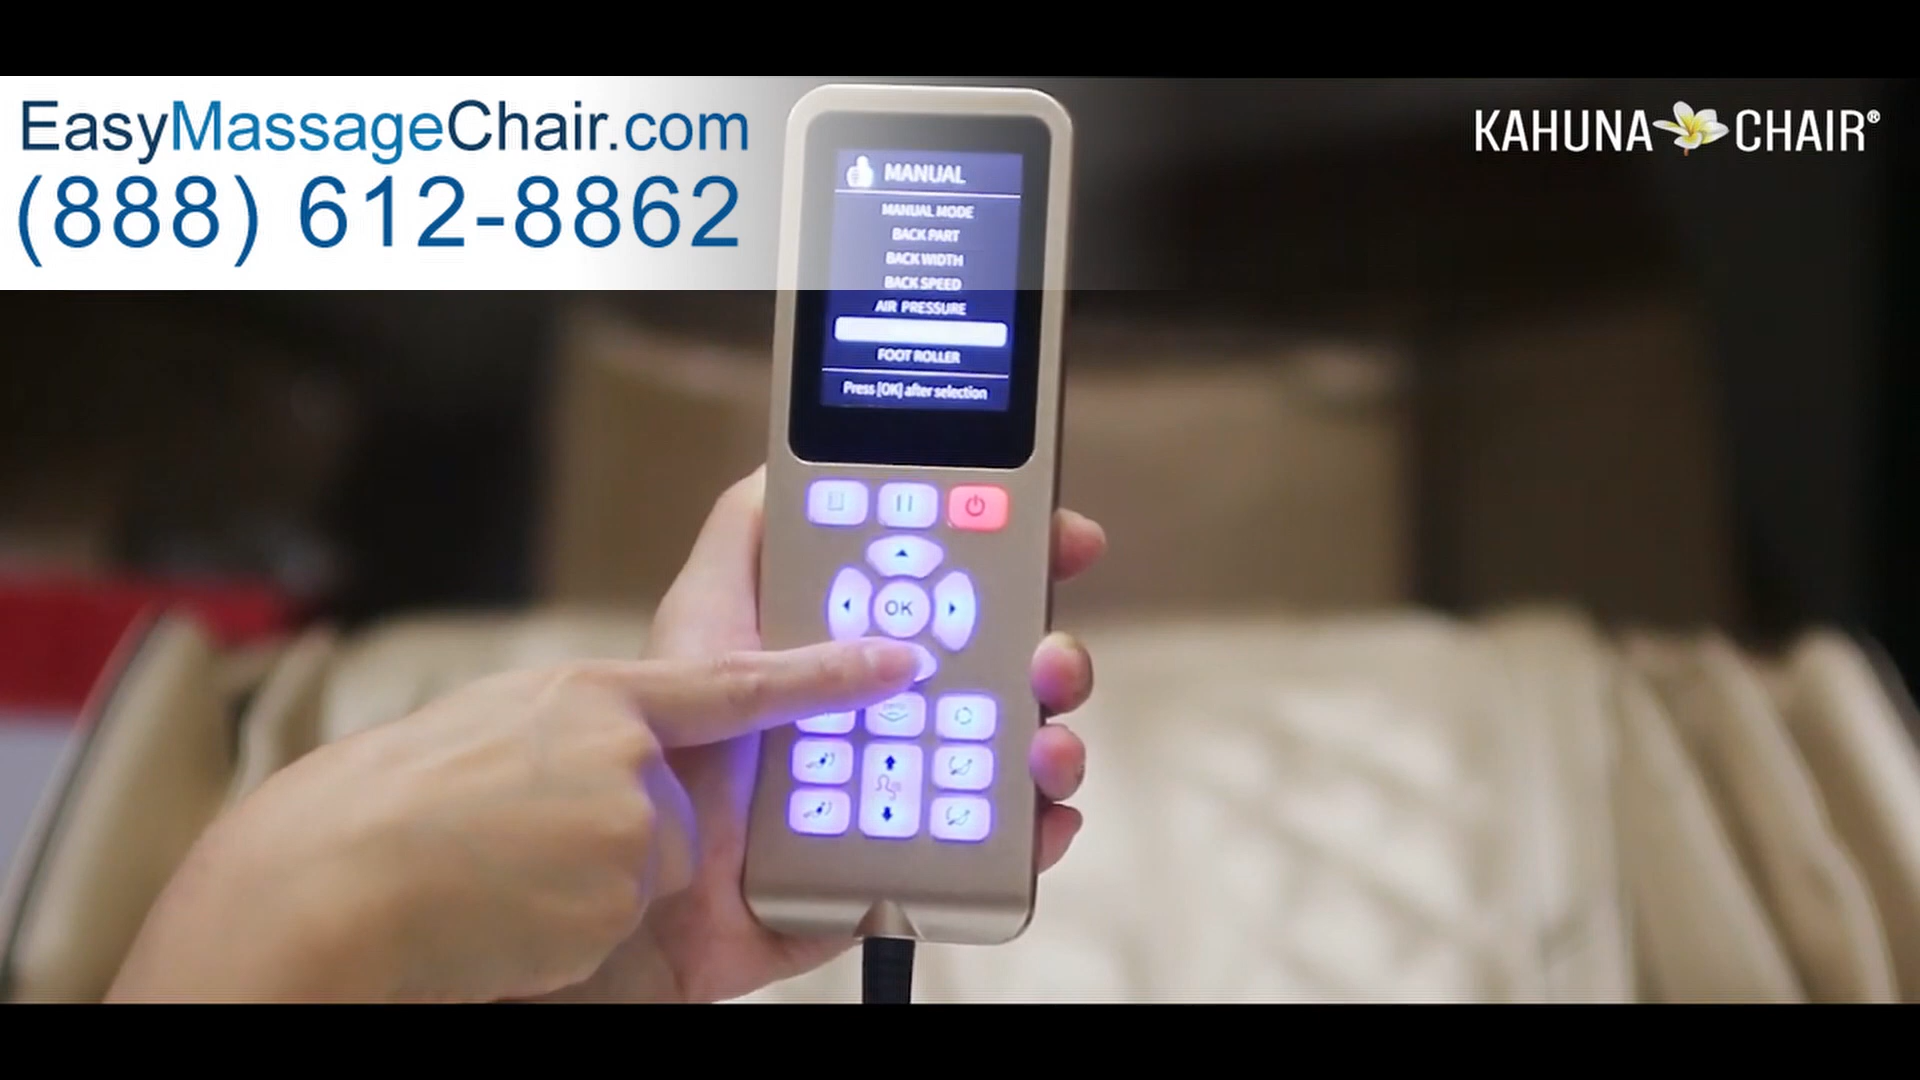 EasyMassageChair.com
(888) 612-8862
KAHUNA CHAIR®
MANUAL
MANUAL MODE
BACK PART
BACK WIDTH
BACK SPEED
AIR PRESSURE
FOOT ROLLER
Press [OK] after selection
OK